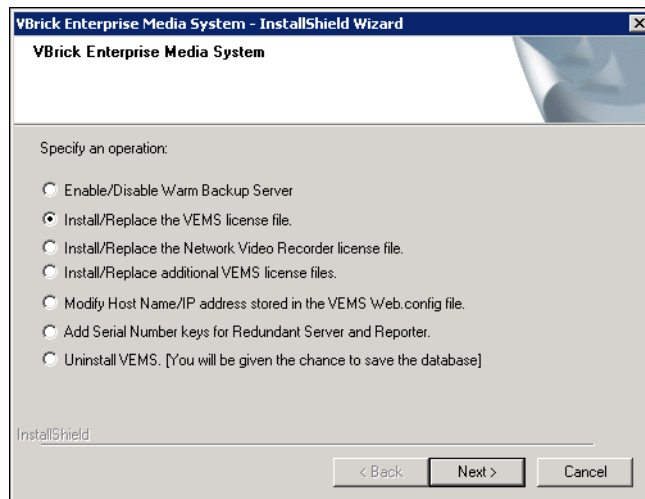 VBrick Enterprise Media System - InstallShield Wizard
VBrick Enterprise Media System
Specify an operation:
Enable/Disable Warm Backup Server
Install/Replace the VEMS license file.
Install/Replace the Network Video Recorder license file.
Install/Replace additional VEMS license files.
Modify Host Name/IP address stored in the VEMS Web.config file.
Add Serial Number keys for Redundant Server and Reporter.
Uninstall VEMS. [You will be given the chance to save the database]
InstallShield
< Back
Next >
Cancel